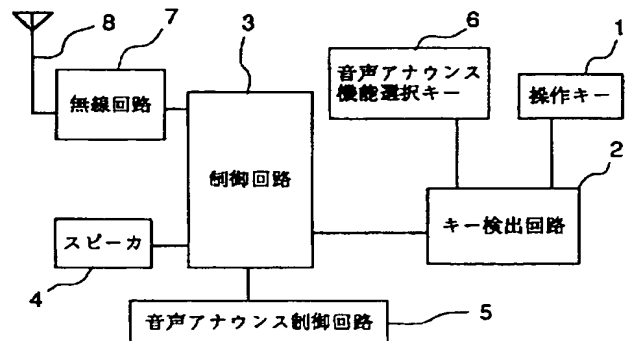 8
7
3
6
1
無線回路
音声アナウンス
機能選択キー
操作キー
制御回路
2
キー検出回路
スピーカ
4
音声アナウンス制御回路
5